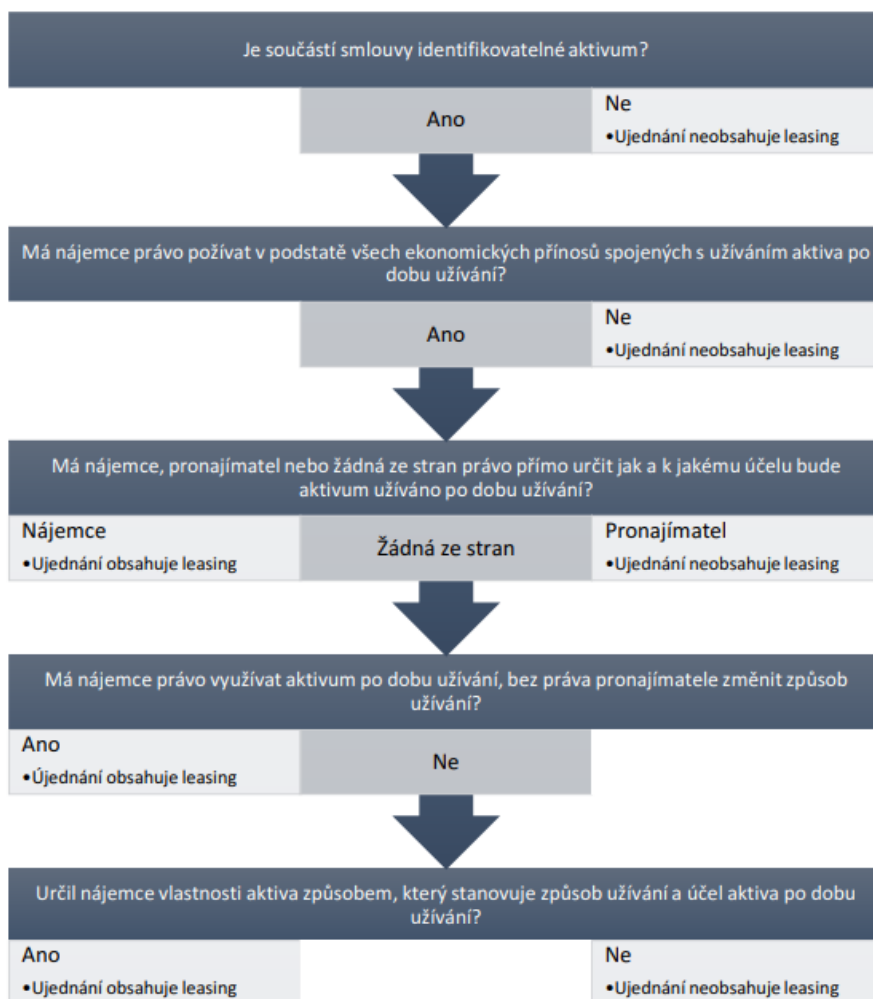 Je součástí smlouvy identifikovatelné aktivum?
Ano
Ne
•Ujednání neobsahuje leasing
Má nájemce právo požívat v podstatě všech ekonomických přínosů spojených s užíváním aktiva po
dobu užívání?
Ano
Ne
•Ujednání neobsahuje leasing
Má nájemce, pronajímatel nebo žádná ze stran právo přímo určit jak a k jakému účelu bude
aktivum užíváno po dobu užívání?
Nájemce
•Ujednání obsahuje leasing
Žádná ze stran
Pronajímatel
•Ujednání neobsahuje leasing
Má nájemce právo využívat aktivum po dobu užívání, bez práva pronajímatele změnit způsob
užívání?
Ano
•Újednání obsahuje leasing
Ne
Určil nájemce vlastnosti aktiva způsobem, který stanovuje způsob užívání a účel aktiva po dobu
užívání?
Ano
•Ujednání obsahuje leasing
Ne
•Ujednání neobsahuje leasing